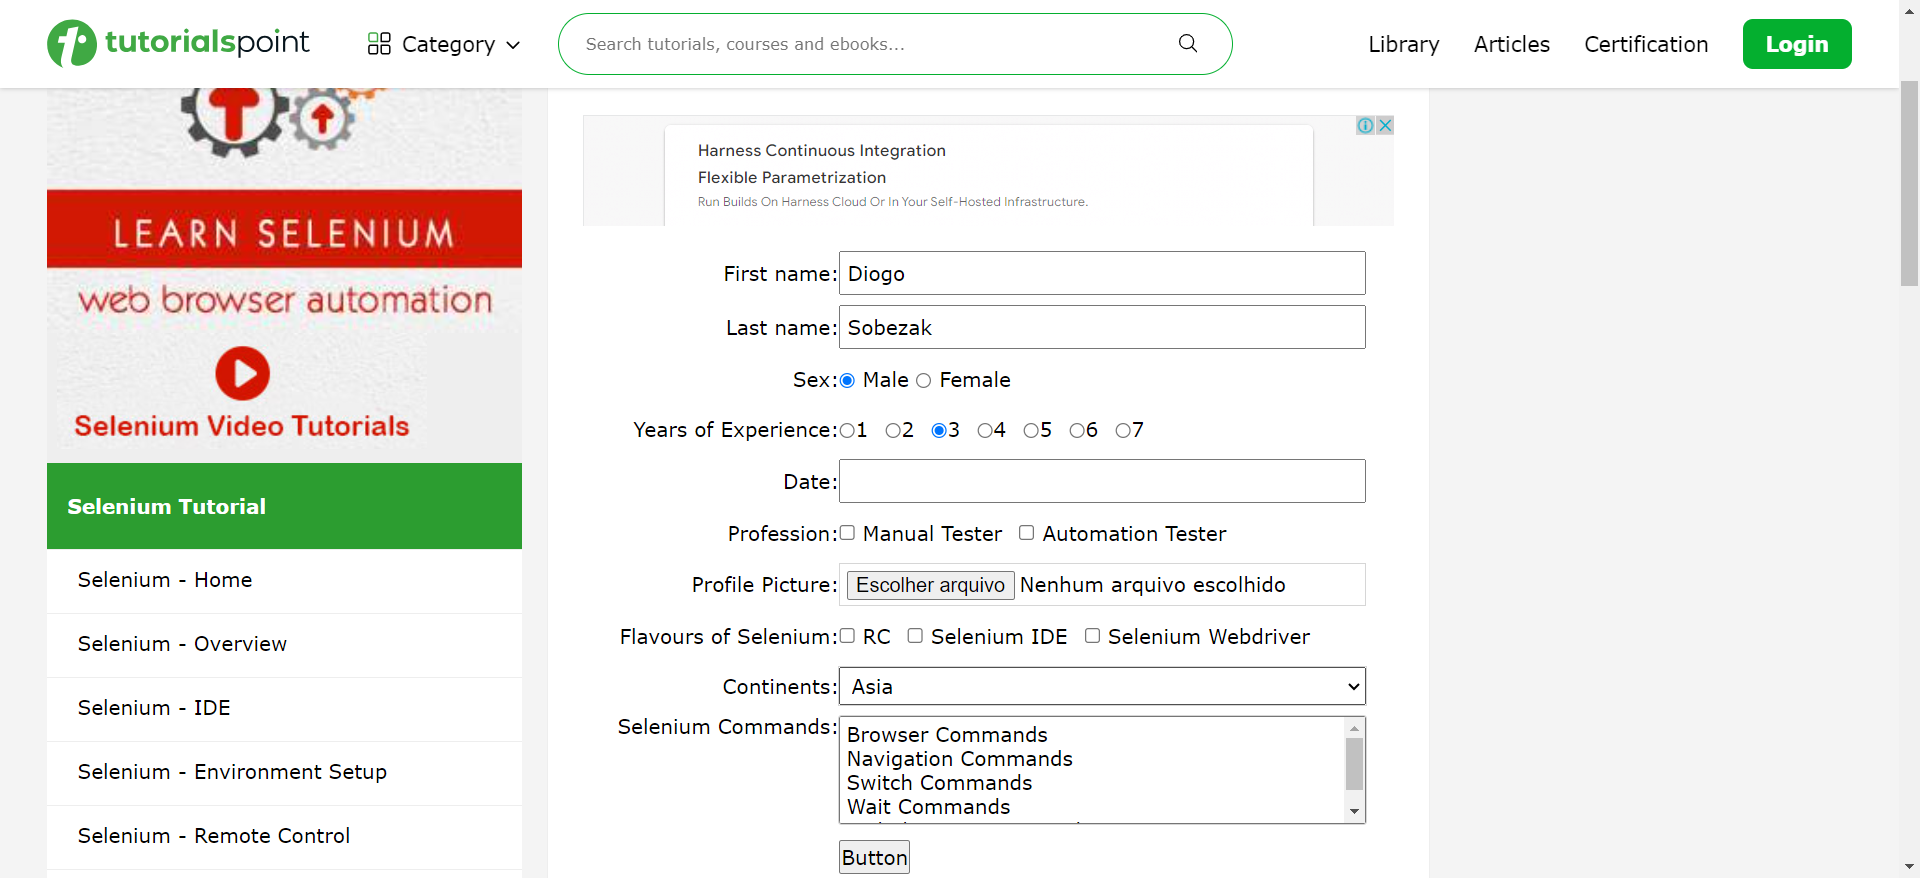 tutorialspoint
Category
Search tutorials, courses and ebooks...
Library
Articles
Certification
Login
LEARN SELENIUM
web browser automation
Selenium Video Tutorials
Selenium Tutorial
Selenium - Home
Selenium - Overview
Selenium - IDE
Selenium - Environment Setup
Selenium - Remote Control
Harness Continuous Integration
Flexible Parametrization
Run Builds On Harness Cloud Or In Your Self-Hosted Infrastructure.
First name: Diogo
Last name: Sobezak
Sex: Male Female
Years of Experience: 1 2 3 4 5 6 7
Date:
Profession: Manual Tester Automation Tester
Profile Picture: Escolher arquivo Nenhum arquivo escolhido
Flavours of Selenium: RC Selenium IDE Selenium Webdriver
Continents: Asia
Selenium Commands: Browser Commands
Navigation Commands
Switch Commands
Wait Commands
Button